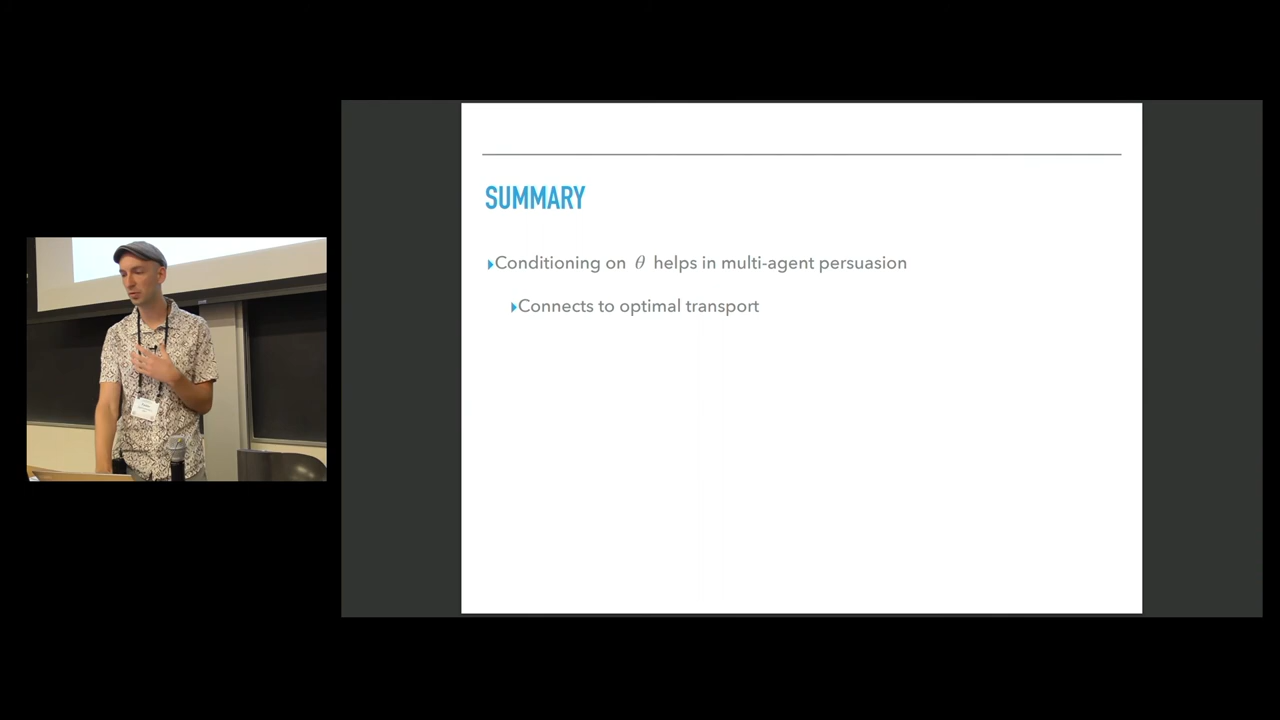 SUMMARY
Conditioning on θ helps in multi-agent persuasion
Connects to optimal transport